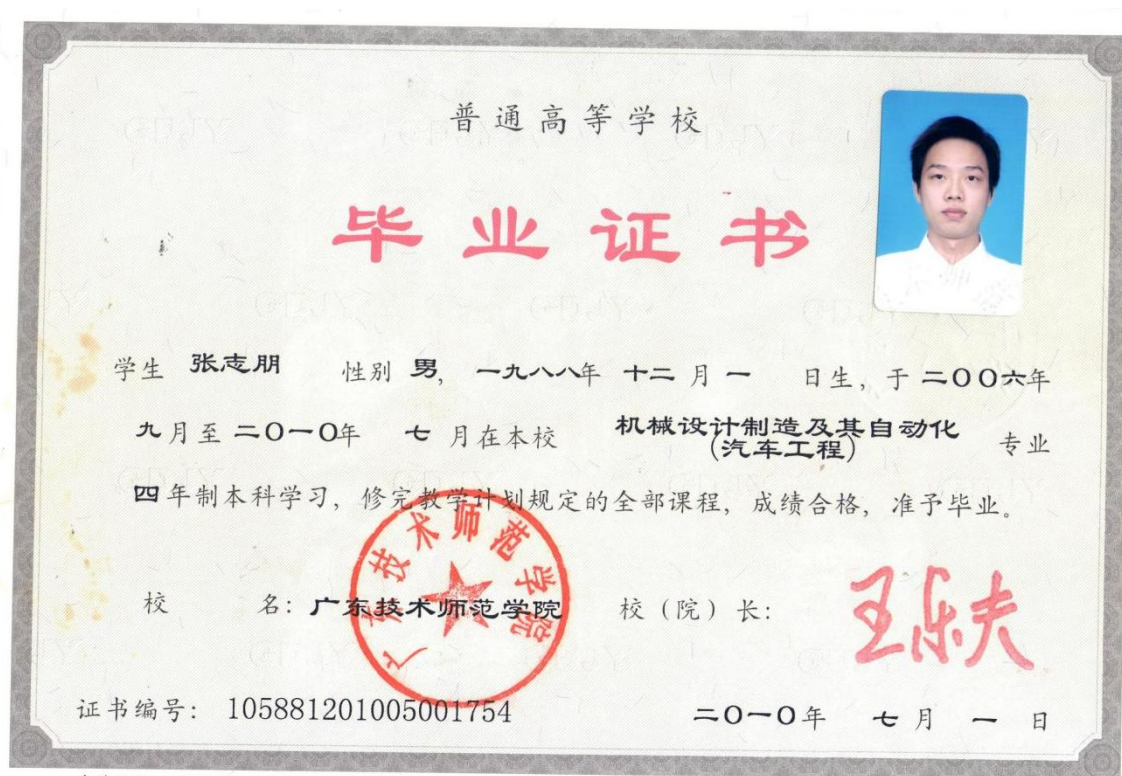 普通高等学校
毕业证书
学生 张志朋 性别 男, 一九八八年 十二 月 一 日生, 于 二〇〇六年
九月至 二〇一〇年 七 月在本校 机械设计制造及其自动化 (汽车工程) 专业
四年制本科学习, 修完教学计划规定的全部课程, 成绩合格, 准予毕业。
广东技术师范学院
校 名: 广东技术师范学院 校(院)长: 王乐夫
证书编号: 105881201005001754 二〇一〇年 七 月 一 日